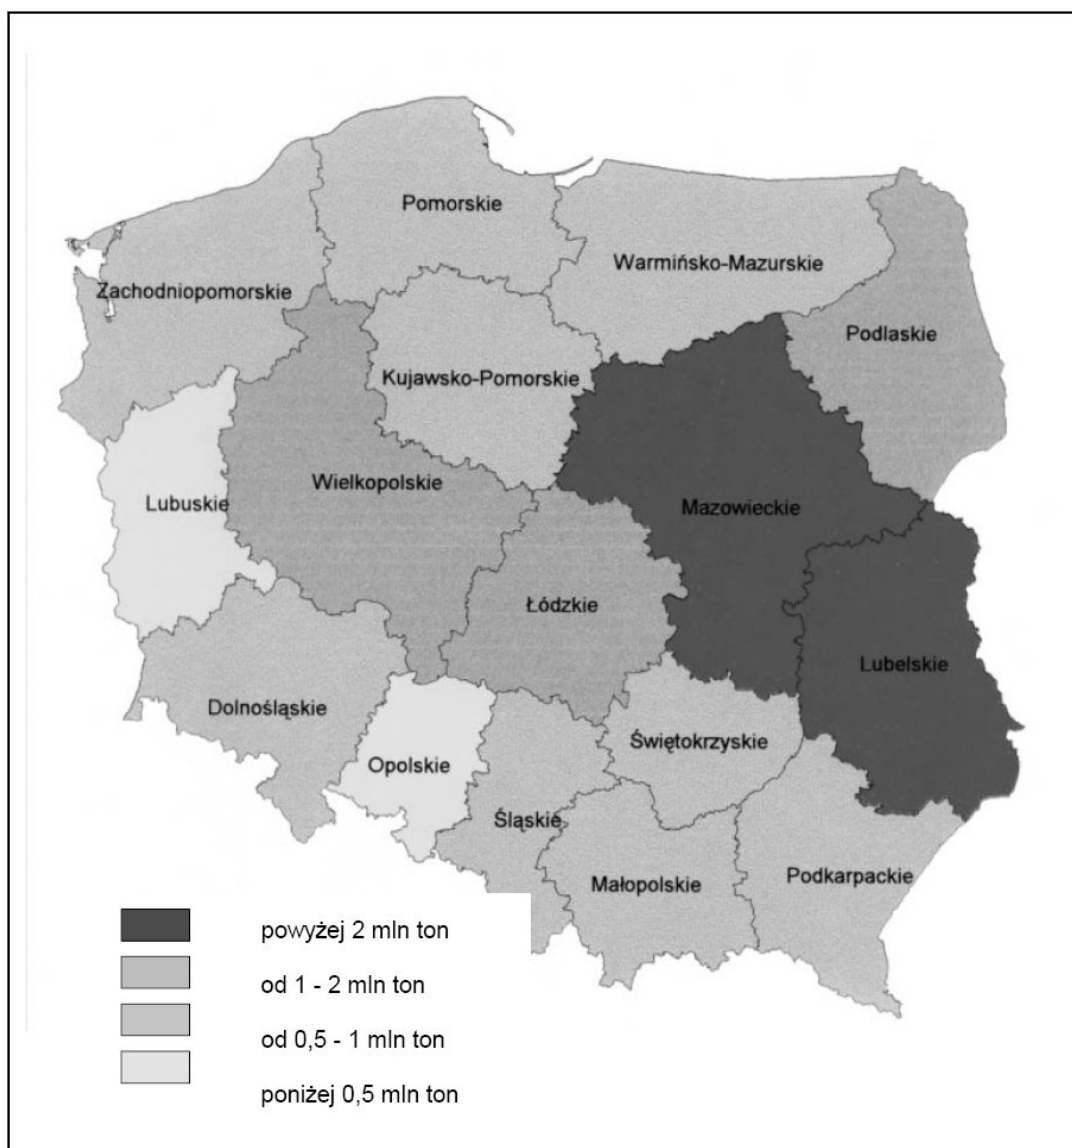 Pomorskie
Warmińsko-Mazurskie
Zachodniopomorskie
Podlaskie
Kujawsko-Pomorskie
Wielkopolskie
Lubuskie
Mazowieckie
Łódzkie
Lubelskie
Dolnośląskie
Świętokrzyskie
Opolskie
Śląskie
Małopolskie
Podkarpackie
powyżej 2 mln ton
od 1 - 2 mln ton
od 0,5 - 1 mln ton
poniżej 0,5 mln ton